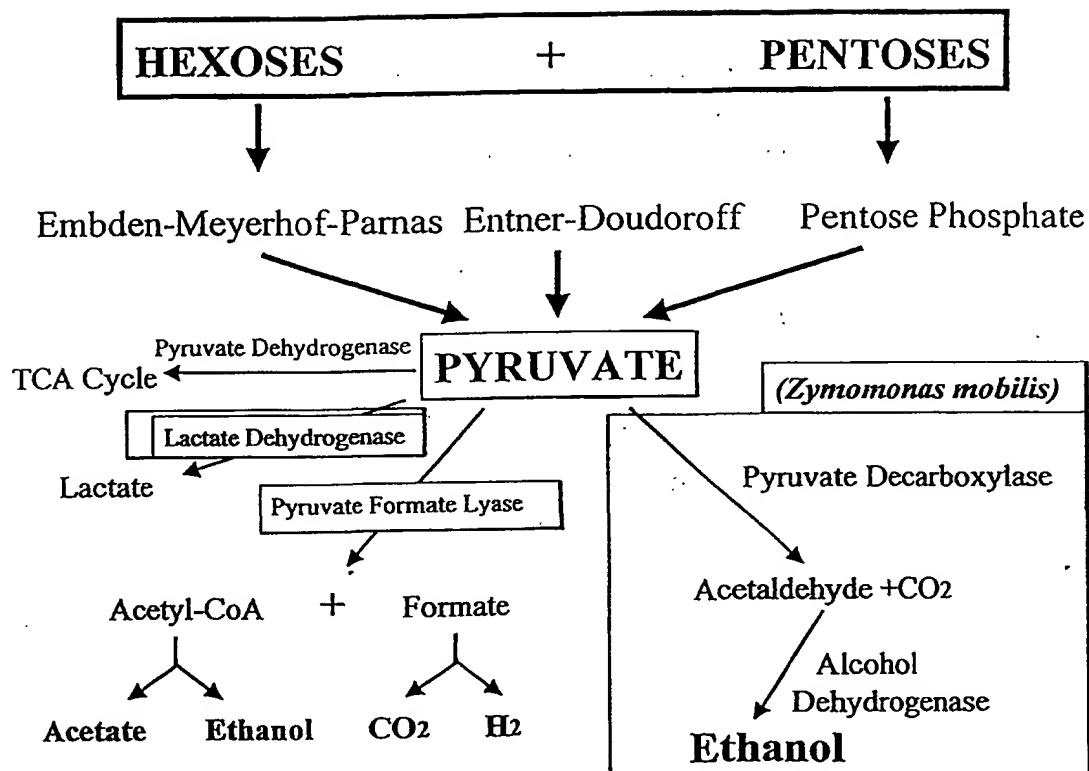 HEXOSES + PENTOSES
Embden-Meyerhof-Parnas Entner-Doudoroff Pentose Phosphate
Pyruvate Dehydrogenase
PYRUVATE
TCA Cycle
(Zymomonas mobilis)
Lactate Dehydrogenase
Lactate
Pyruvate Decarboxylase
Pyruvate Formate Lyase
Acetaldehyde +CO2
Acetyl-CoA + Formate
Alcohol
Dehydrogenase
Acetate Ethanol CO2 H2
Ethanol